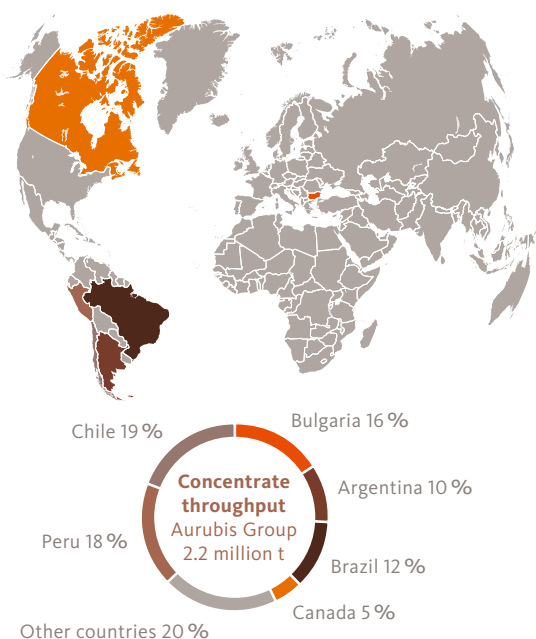 Chile 19 %
Bulgaria 16 %
Concentrate
throughput
Aurubis Group
2.2 million t
Argentina 10 %
Peru 18 %
Brazil 12 %
Canada 5 %
Other countries 20 %